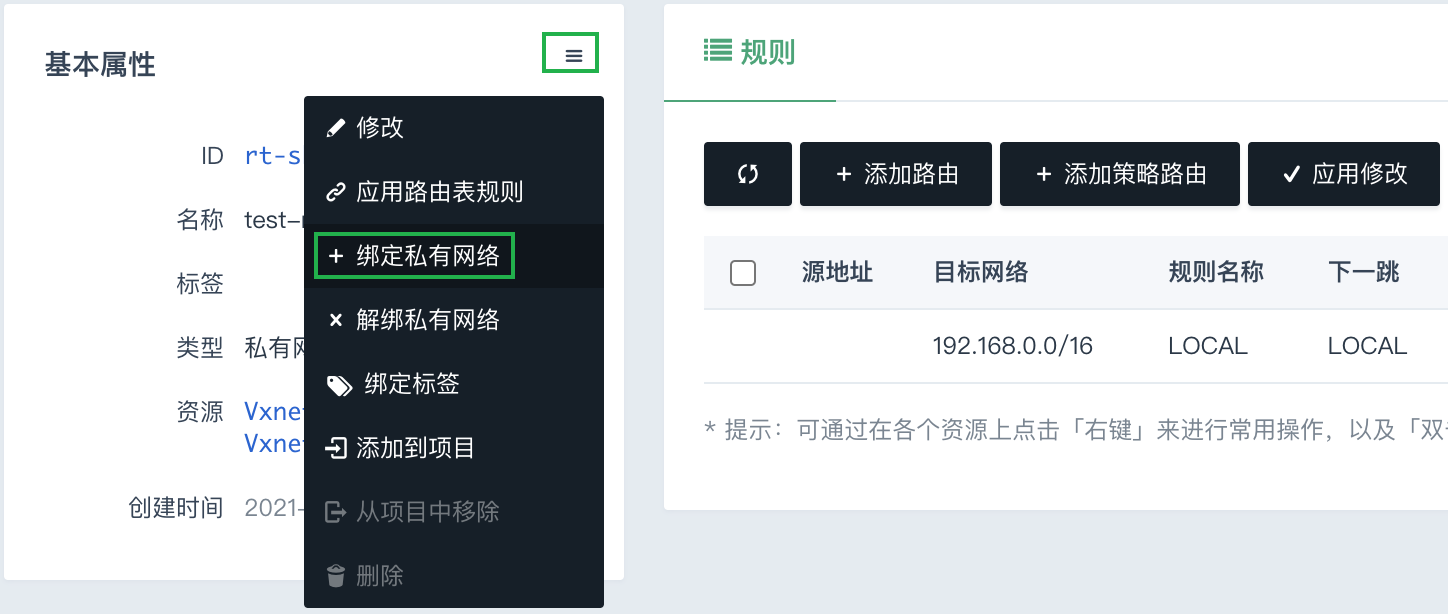 基本属性
ID rt-s
名称 test-
标签
类型 私有
资源 Vxne
Vxne
创建时间 2021-
修改
应用路由表规则
+ 绑定私有网络
× 解绑私有网络
绑定标签
添加到项目
从项目中移除
删除
规则
+ 添加路由
+ 添加策略路由
✓ 应用修改
源地址 目标网络 规则名称 下一跳
192.168.0.0/16 LOCAL LOCAL
* 提示：可通过在各个资源上点击「右键」来进行常用操作，以及「双